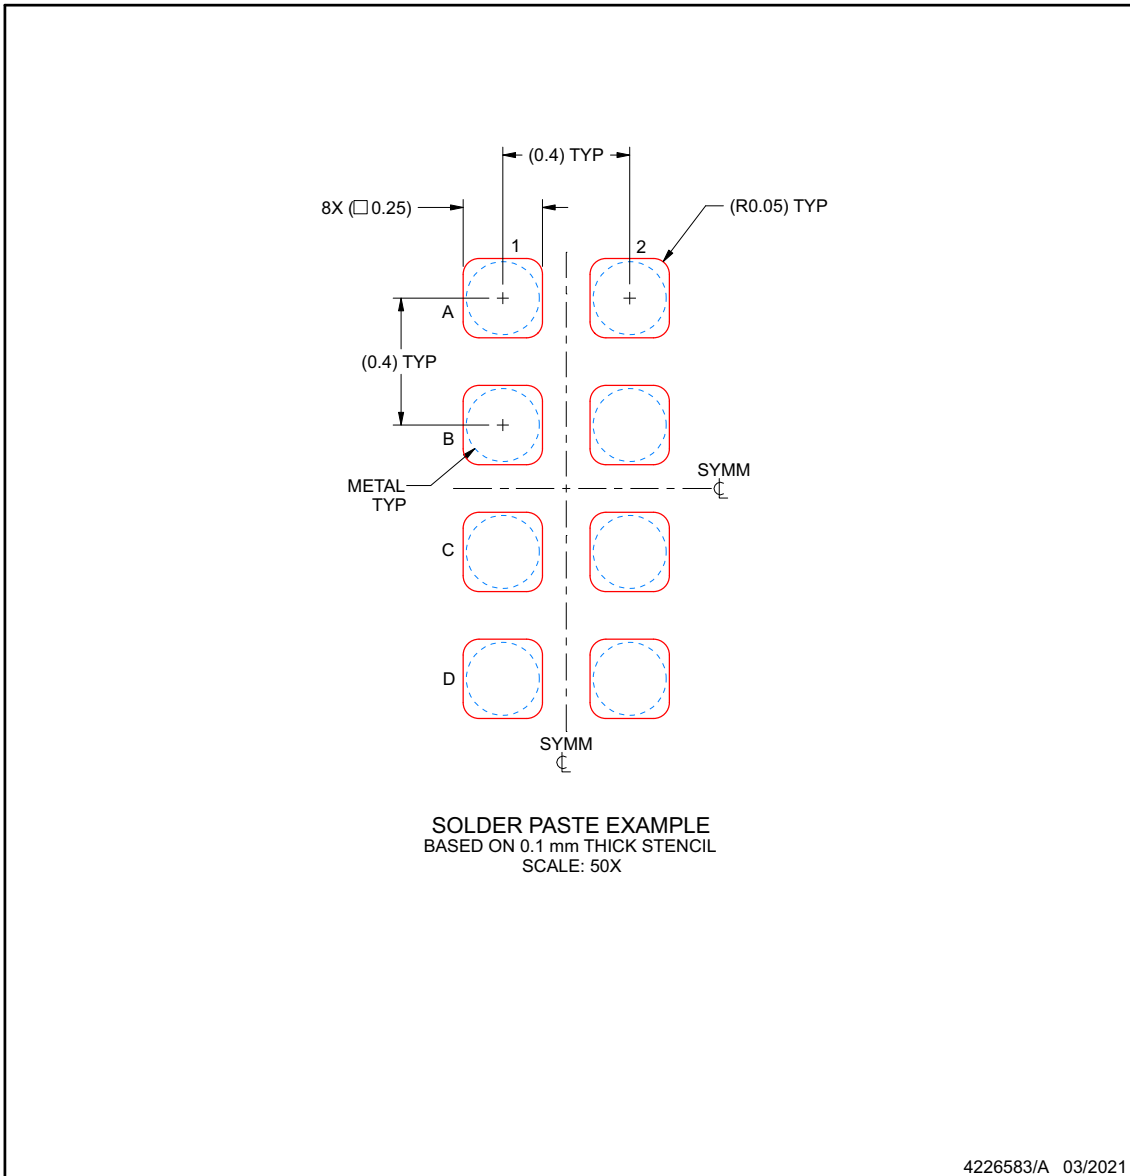 (0.4) TYP
8X (□ 0.25)
(R0.05) TYP
1
2
A
(0.4) TYP
B
METAL
TYP
SYMM
℄
C
D
SYMM
℄
SOLDER PASTE EXAMPLE
BASED ON 0.1 mm THICK STENCIL
SCALE: 50X
4226583/A 03/2021